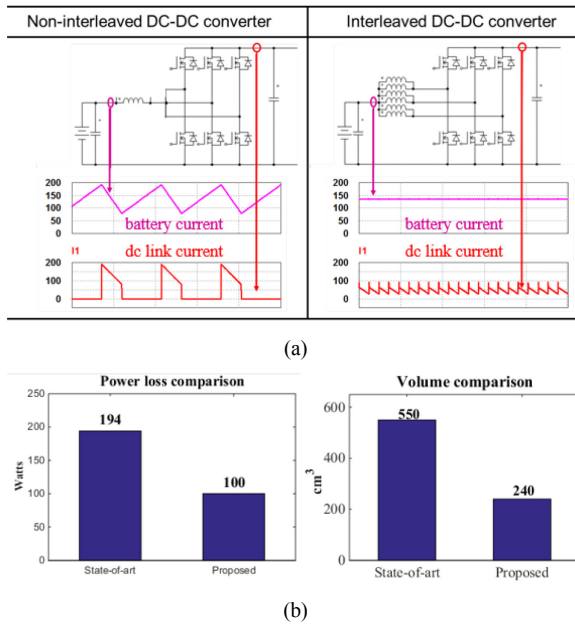 Non-interleaved DC-DC converter
Interleaved DC-DC converter
200
150
100
50
0
battery current
I1
dc link current
200
100
0
200
150
100
50
0
battery current
I1
dc link current
200
100
0
(a)
Power loss comparison
250
200
150
100
50
0
Watts
194
100
State-of-art
Proposed
Volume comparison
600
400
200
0
cm3
550
240
State-of-art
Proposed
(b)